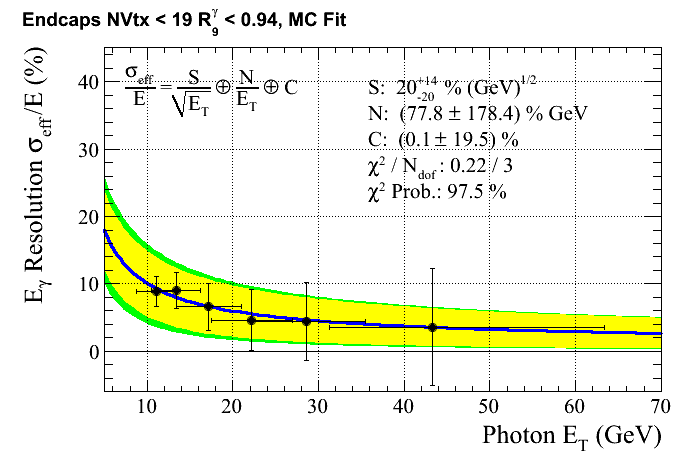 Endcaps NVtx < 19 R₉ᵞ < 0.94, MC Fit
σ_eff/E = S/√E_T ⊕ N/E_T ⊕ C
S: 20 +14 -20 % (GeV)^1/2
N: (77.8 ± 178.4) % GeV
C: (0.1 ± 19.5) %
χ² / N_dof : 0.22 / 3
χ² Prob.: 97.5 %
E_γ Resolution σ_eff/E (%)
40
30
20
10
0
10 20 30 40 50 60 70
Photon E_T (GeV)